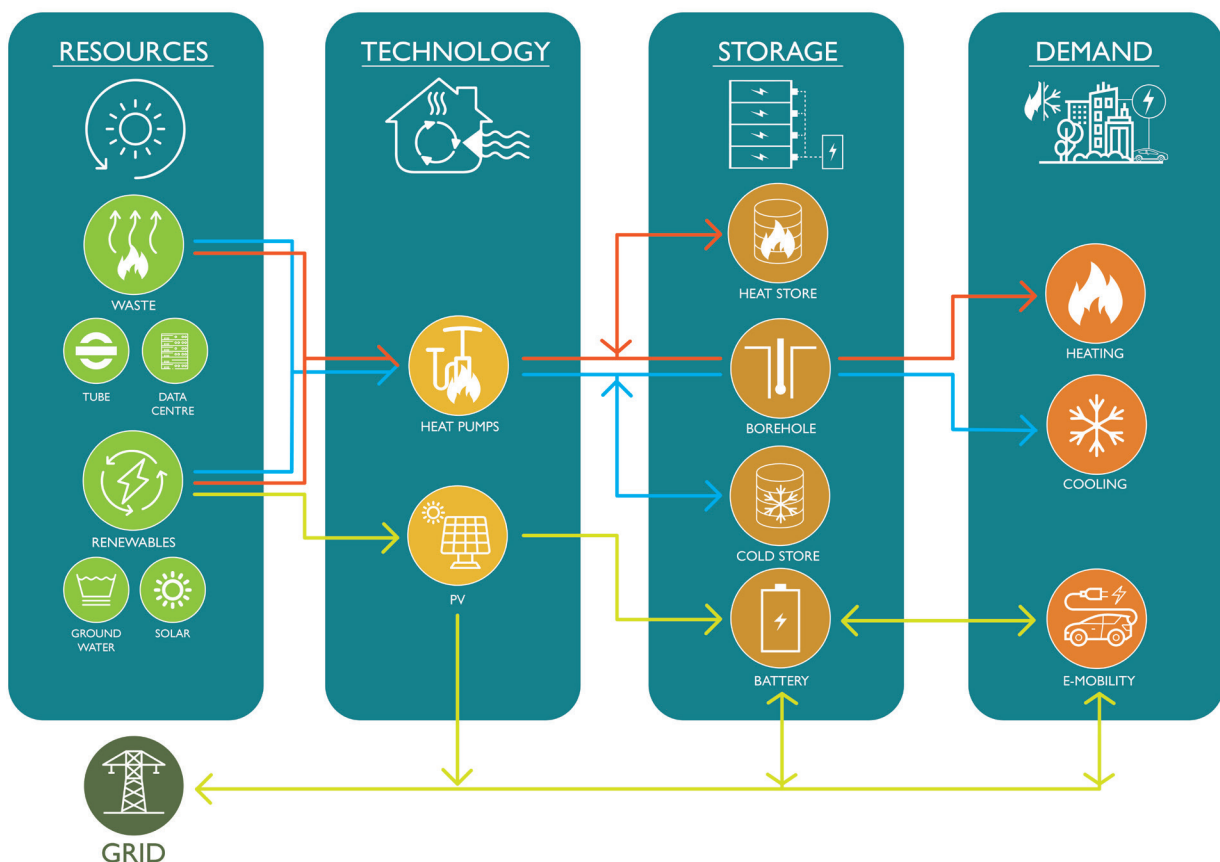 RESOURCES
WASTE
TUBE
DATA
CENTRE
RENEWABLES
GROUND
WATER
SOLAR
GRID
TECHNOLOGY
HEAT PUMPS
PV
STORAGE
HEAT STORE
BOREHOLE
COLD STORE
BATTERY
DEMAND
HEATING
COOLING
E-MOBILITY